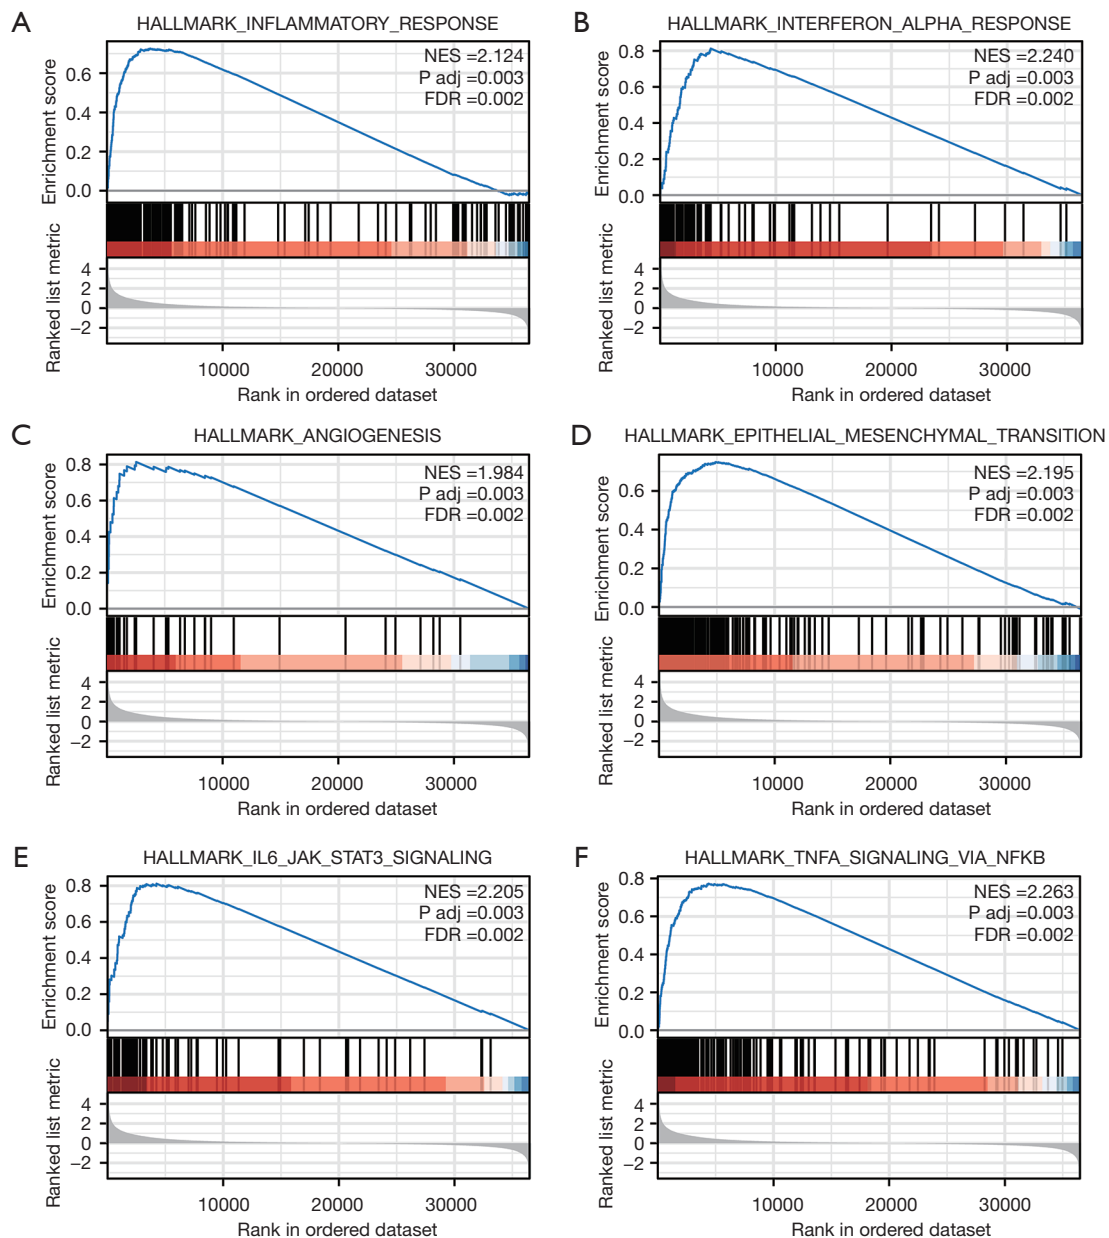 A
HALLMARK_INFLAMMATORY_RESPONSE
NES =2.124
P adj =0.003
FDR =0.002
Enrichment score
0.6
0.4
0.2
0.0
Ranked list metric
4
2
0
−2
10000 20000 30000
Rank in ordered dataset
B
HALLMARK_INTERFERON_ALPHA_RESPONSE
NES =2.240
P adj =0.003
FDR =0.002
Enrichment score
0.8
0.6
0.4
0.2
0.0
Ranked list metric
4
2
0
−2
10000 20000 30000
Rank in ordered dataset
C
HALLMARK_ANGIOGENESIS
NES =1.984
P adj =0.003
FDR =0.002
Enrichment score
0.8
0.6
0.4
0.2
0.0
Ranked list metric
4
2
0
−2
10000 20000 30000
Rank in ordered dataset
D
HALLMARK_EPITHELIAL_MESENCHYMAL_TRANSITION
NES =2.195
P adj =0.003
FDR =0.002
Enrichment score
0.6
0.4
0.2
0.0
Ranked list metric
4
2
0
−2
10000 20000 30000
Rank in ordered dataset
E
HALLMARK_IL6_JAK_STAT3_SIGNALING
NES =2.205
P adj =0.003
FDR =0.002
Enrichment score
0.8
0.6
0.4
0.2
0.0
Ranked list metric
4
2
0
−2
10000 20000 30000
Rank in ordered dataset
F
HALLMARK_TNFA_SIGNALING_VIA_NFKB
NES =2.263
P adj =0.003
FDR =0.002
Enrichment score
0.8
0.6
0.4
0.2
0.0
Ranked list metric
4
2
0
−2
10000 20000 30000
Rank in ordered dataset